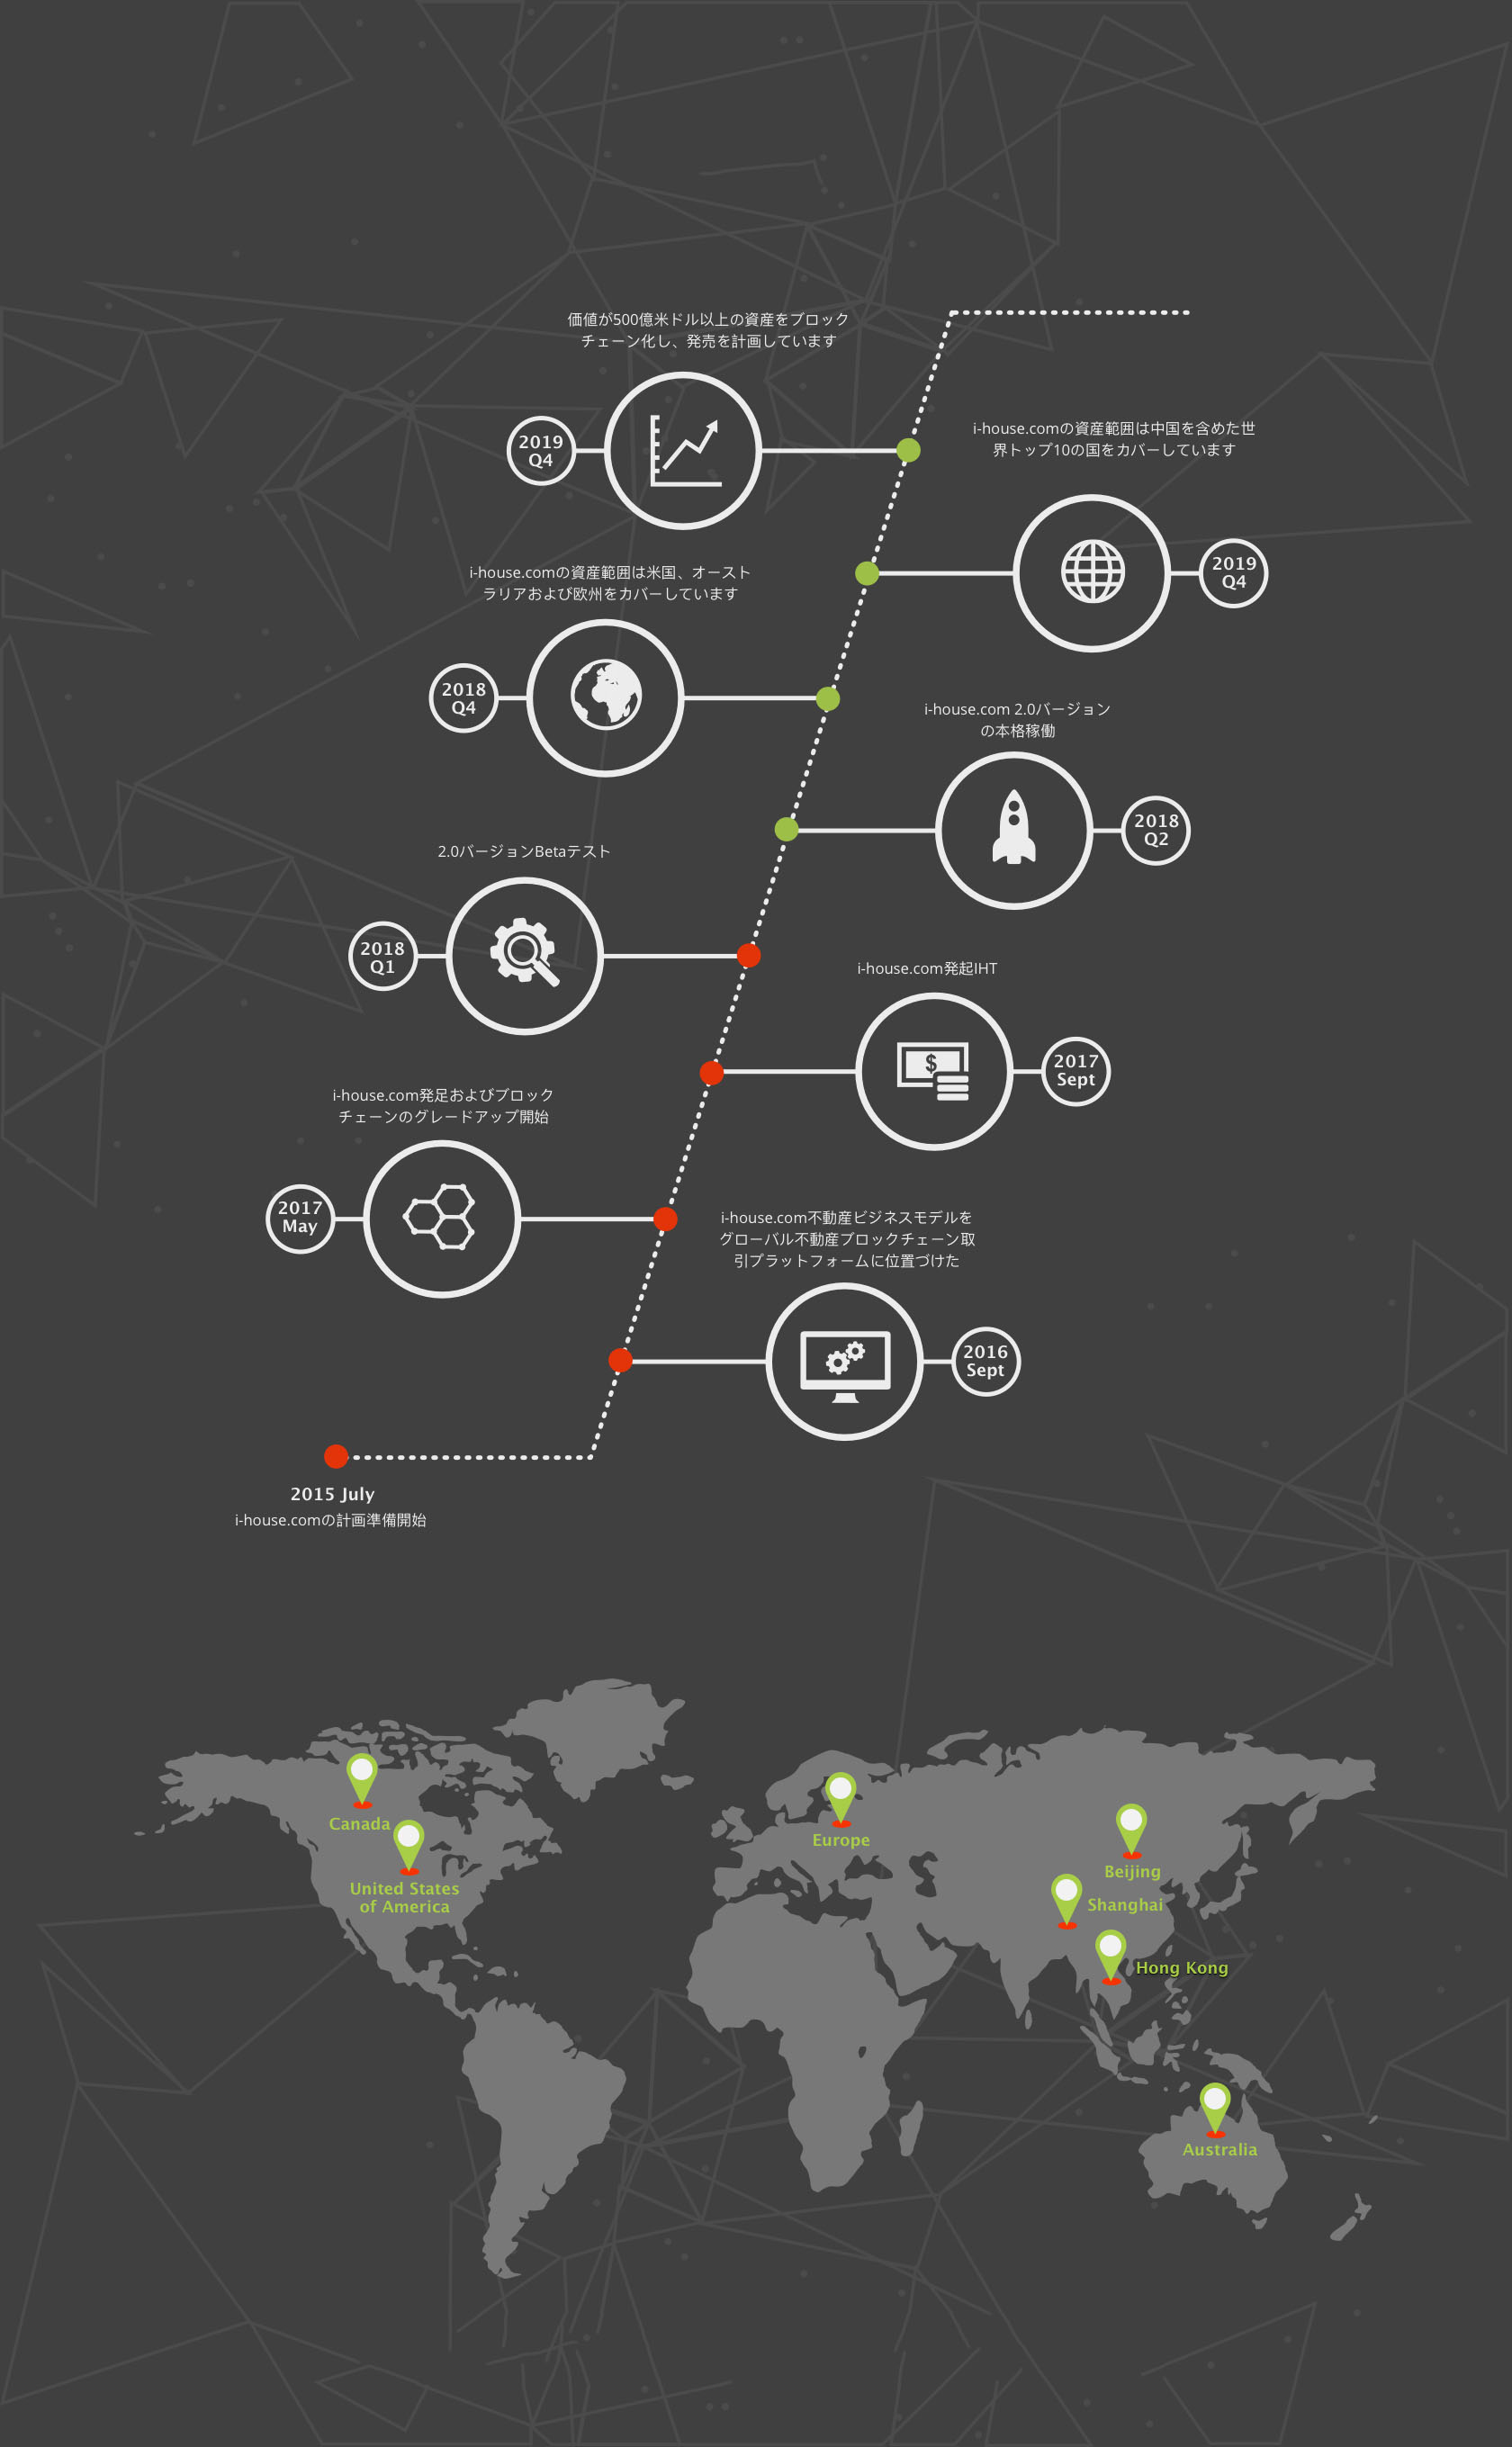 価値が500億米ドル以上の資産をブロック
チェーン化し、発売を計画しています
2019
Q4
i-house.comの資産範囲は中国を含めた世
界トップ10の国をカバーしています
2019
Q4
i-house.comの資産範囲は米国、オースト
ラリアおよび欧州をカバーしています
2018
Q4
i-house.com 2.0バージョン
の本格稼働
2018
Q2
2.0バージョンBetaテスト
2018
Q1
i-house.com発起IHT
$
2017
Sept
i-house.com発足およびブロック
チェーンのグレードアップ開始
2017
May
i-house.com不動産ビジネスモデルを
グローバル不動産ブロックチェーン取
引プラットフォームに位置づけた
2016
Sept
2015 July
i-house.comの計画準備開始
Canada
United States
of America
Europe
Beijing
Shanghai
Hong Kong
Australia